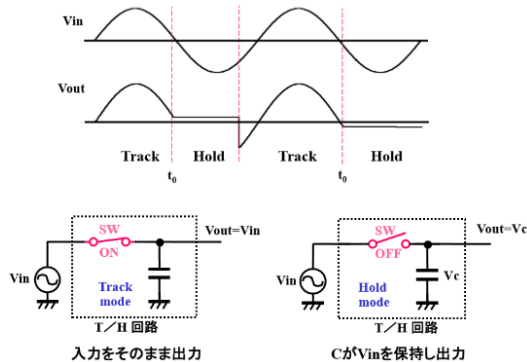 Vin
Vout
Track Hold Track Hold
t0 t0
SW
ON
Vout=Vin
Vin
Track
mode
T／H 回路
入力をそのまま出力
SW
OFF
Vout=Vc
Vin
Vc
Hold
mode
T／H 回路
CがVinを保持し出力